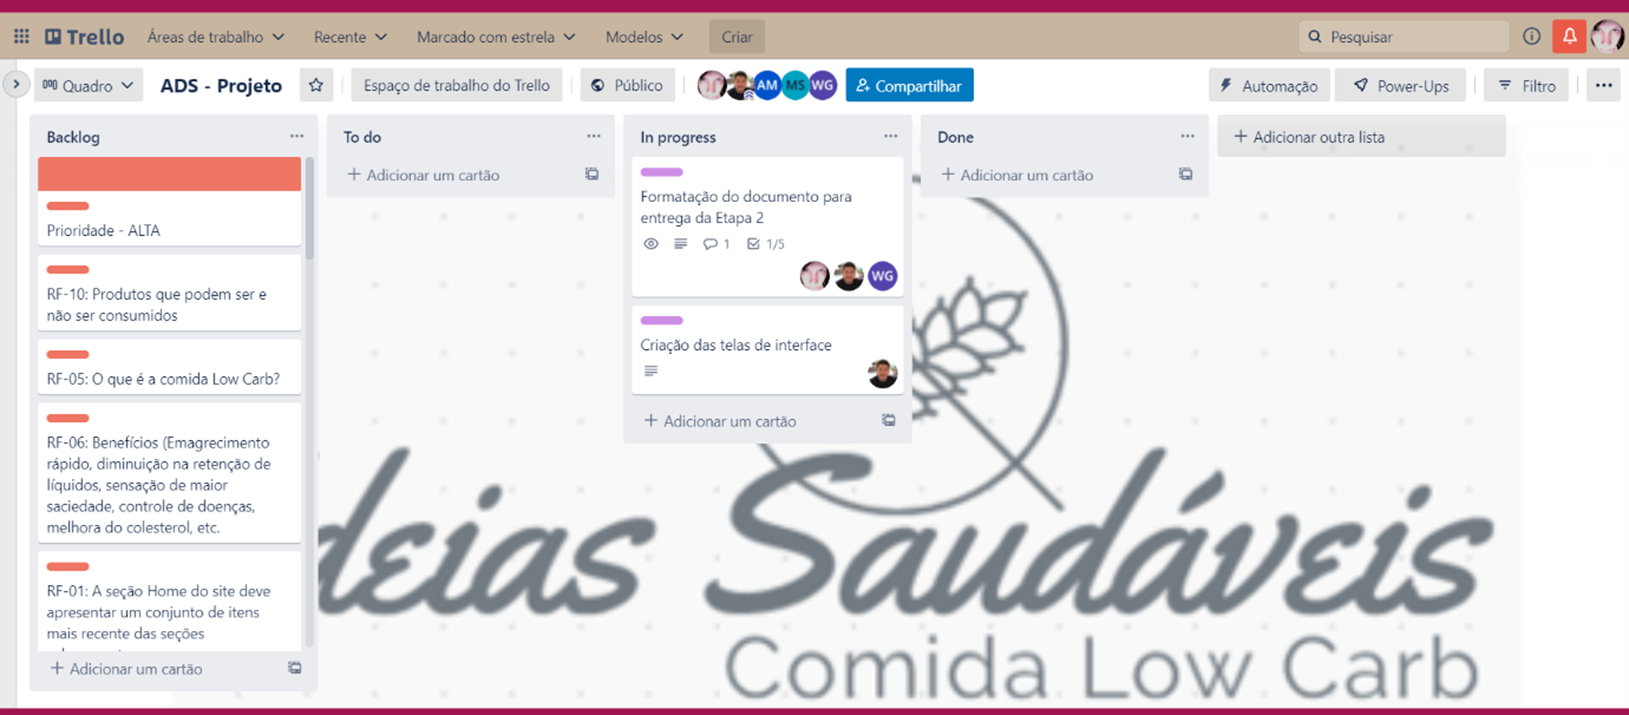 Trello Áreas de trabalho Recente Marcado com estrela Modelos Criar Pesquisar
Quadro ADS - Projeto Espaço de trabalho do Trello Público AM MS WG Compartilhar Automação Power-Ups Filtro
Backlog
Prioridade - ALTA
RF-10: Produtos que podem ser e
não ser consumidos
RF-05: O que é a comida Low Carb?
RF-06: Benefícios (Emagrecimento
rápido, diminuição na retenção de
líquidos, sensação de maior
saciedade, controle de doenças,
melhora do colesterol, etc.
RF-01: A seção Home do site deve
apresentar um conjunto de itens
mais recente das seções
+ Adicionar um cartão
To do
+ Adicionar um cartão
In progress
Formatação do documento para
entrega da Etapa 2
1 1/5
WG
Criação das telas de interface
+ Adicionar um cartão
Done
+ Adicionar um cartão
+ Adicionar outra lista
deias Saudáveis
Comida Low Carb